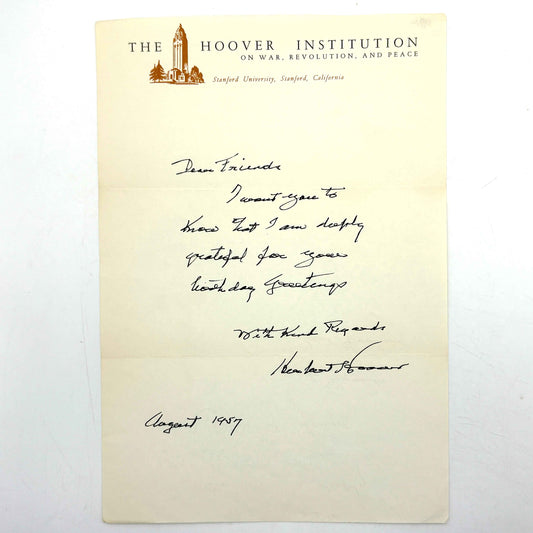 THE HOOVER INSTITUTION
ON WAR, REVOLUTION, AND PEACE
Stanford University, Stanford, California
Dear Friends
I want you to
know that I am deeply
grateful for your
birthday greetings
With Kind Regards
Herbert Hoover
August 1957